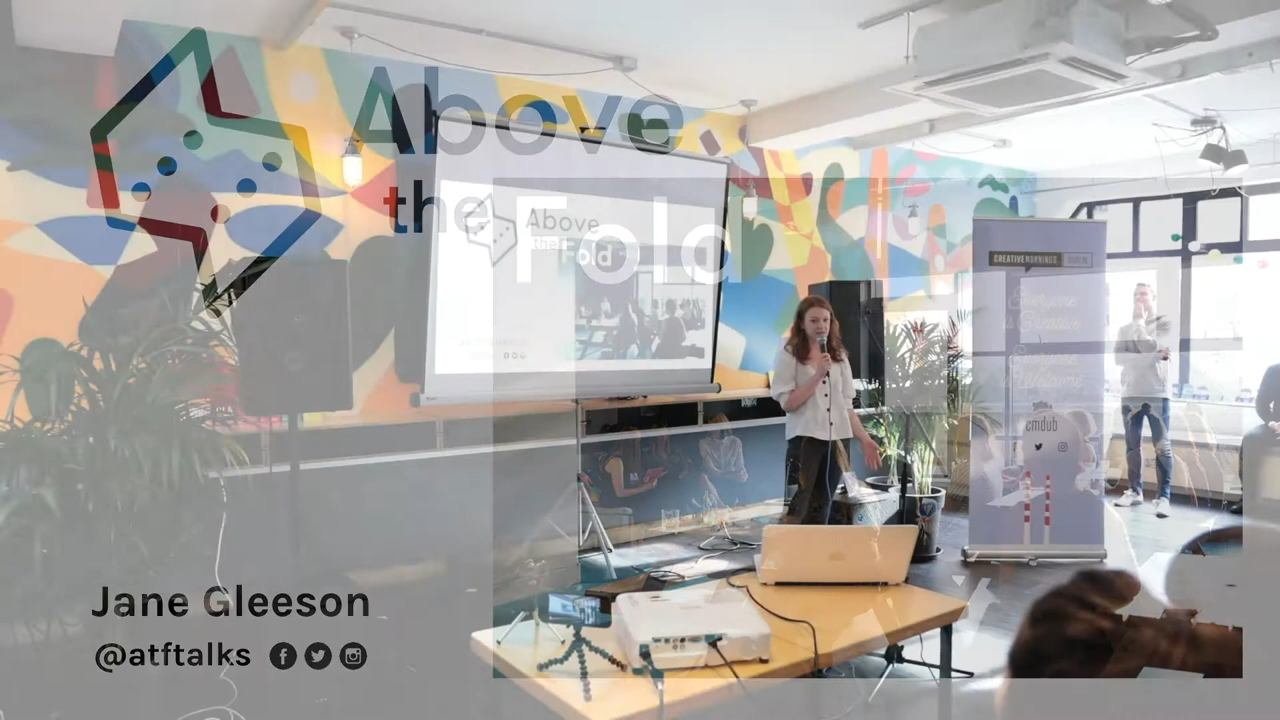 Above
the Fold
Above
the Fold
CREATIVEMORNINGS DUBLIN
Everyone
is Creative
Everyone
is Welcome
cmdub
Jane Gleeson
@atftalks